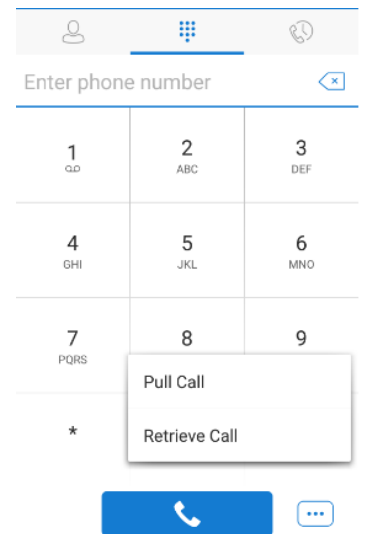 Enter phone number
1 2 3
ABC DEF
4 5 6
GHI JKL MNO
7 8 9
PQRS
Pull Call
*
Retrieve Call